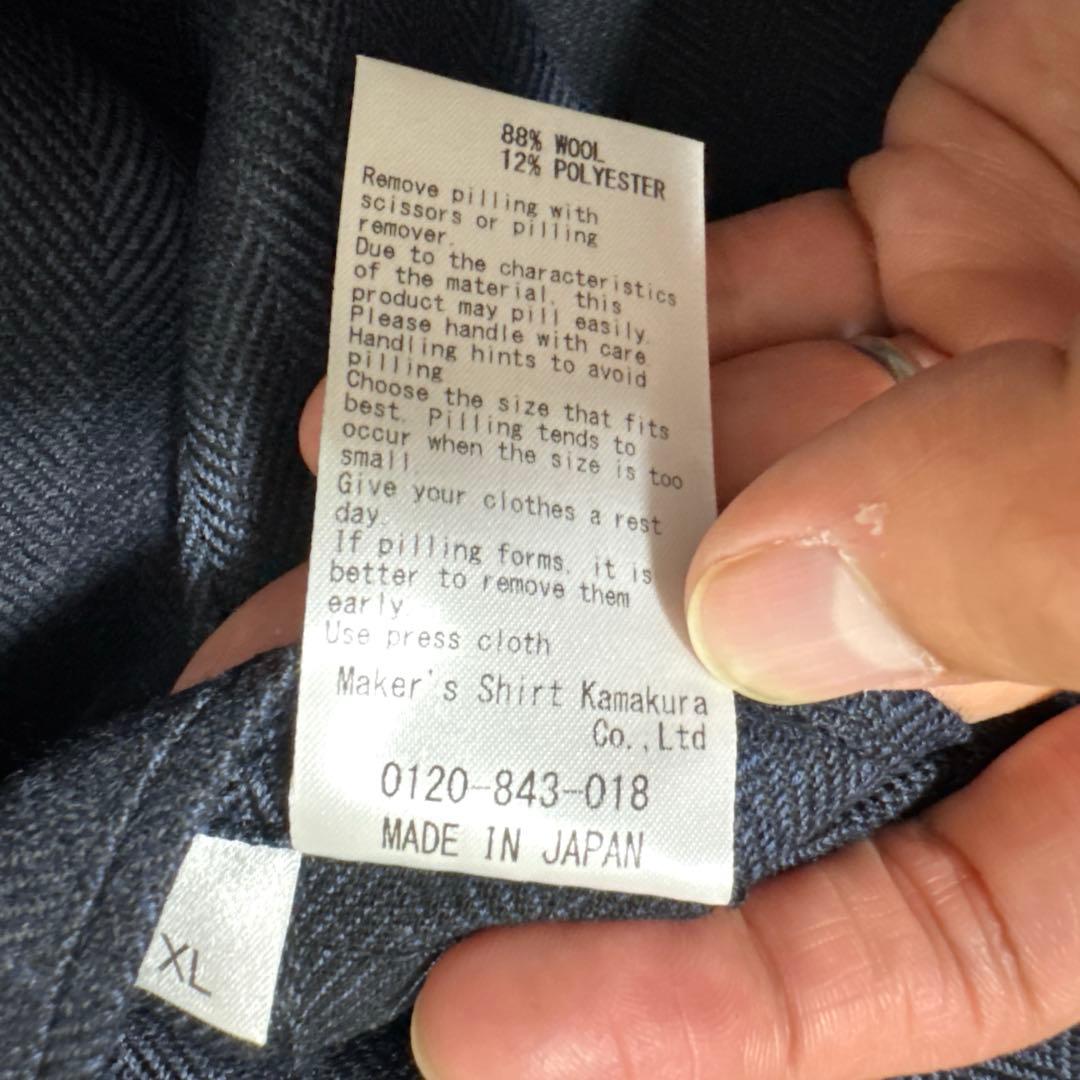 88% WOOL
12% POLYESTER
Remove pilling with
scissors or pilling
remover.
Due to the characteristics
of the material, this
product may pill easily.
Please handle with care
Handling hints to avoid
pilling
Choose the size that fits
best. Pilling tends to
occur when the size is too
small.
Give your clothes a rest
day.
If pilling forms, it is
better to remove them
early.
Use press cloth
Maker's Shirt Kamakura
Co.,Ltd
0120-843-018
MADE IN JAPAN
XL